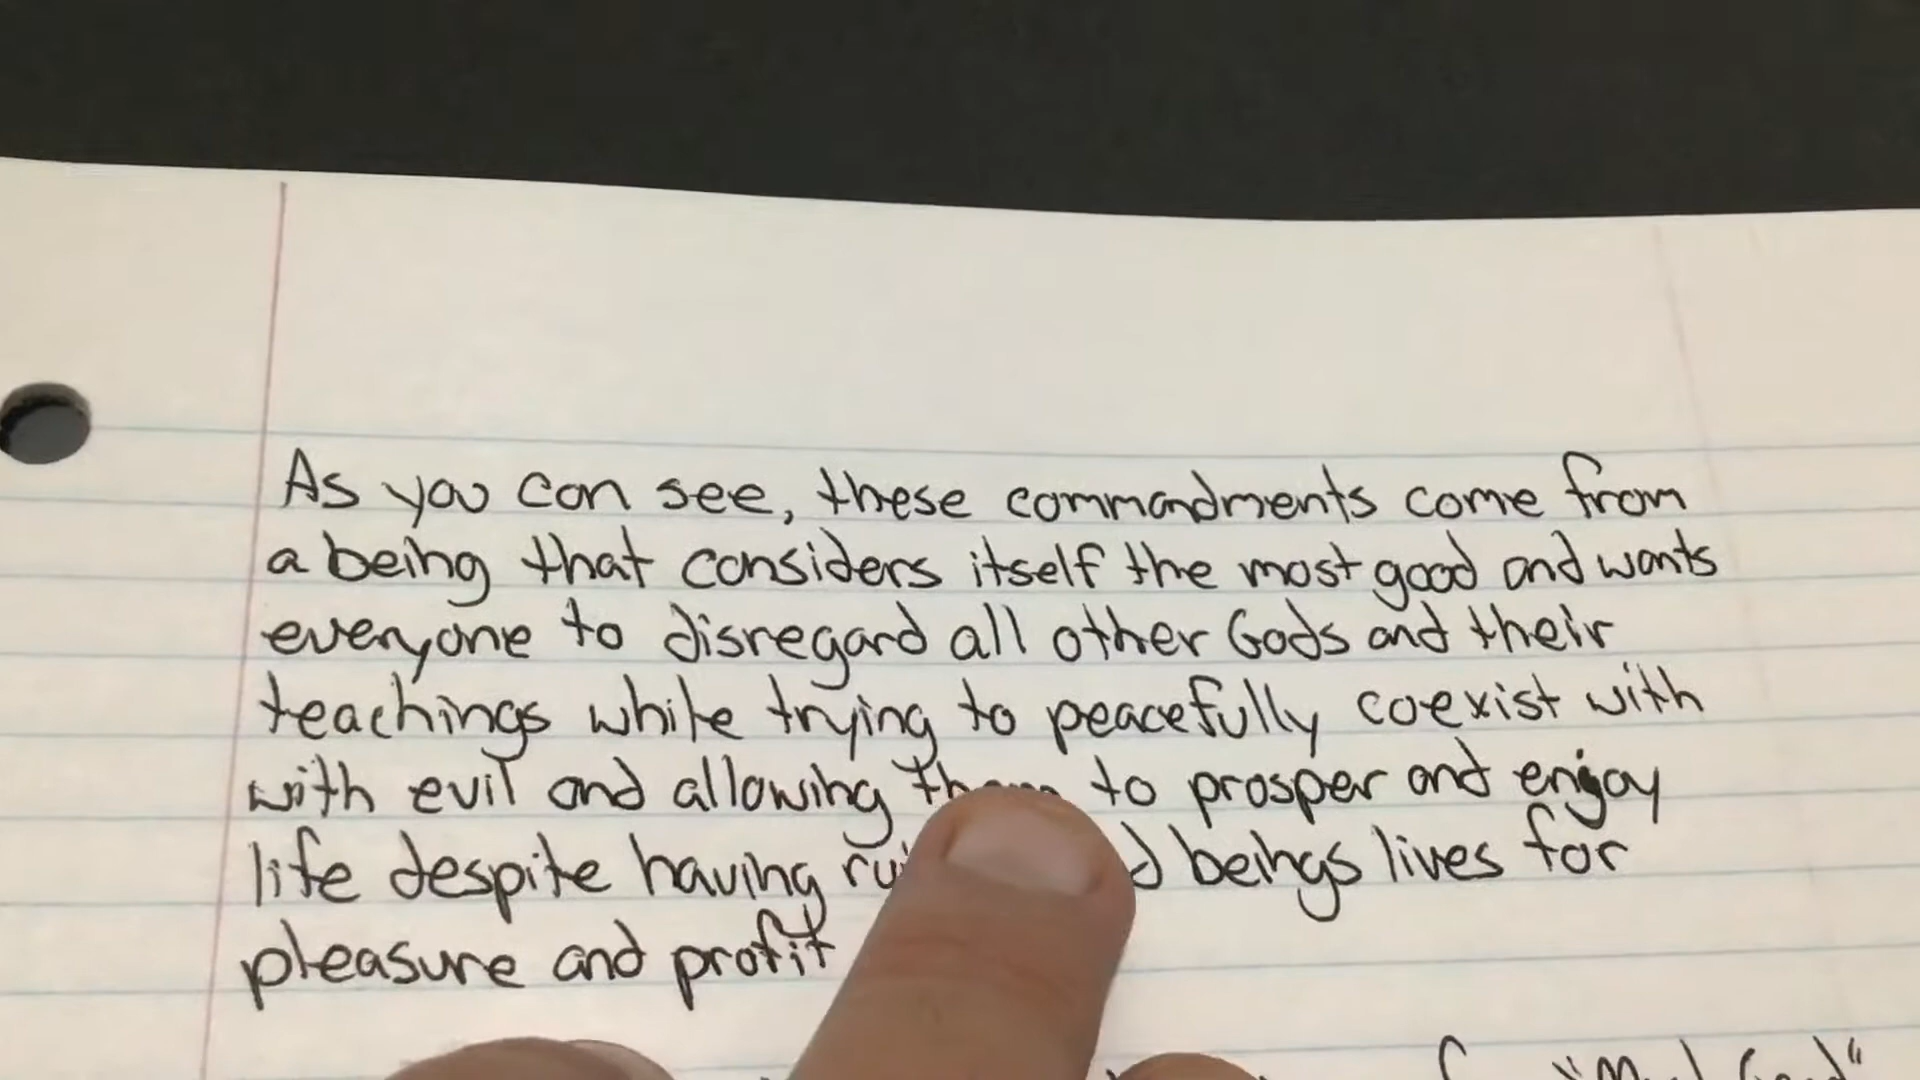 As you can see, these commandments come from
a being that considers itself the most good and wants
everyone to disregard all other Gods and their
teachings while trying to peacefully coexist with
with evil and allowing to prosper and enjoy
life despite having beings lives for
pleasure and profit